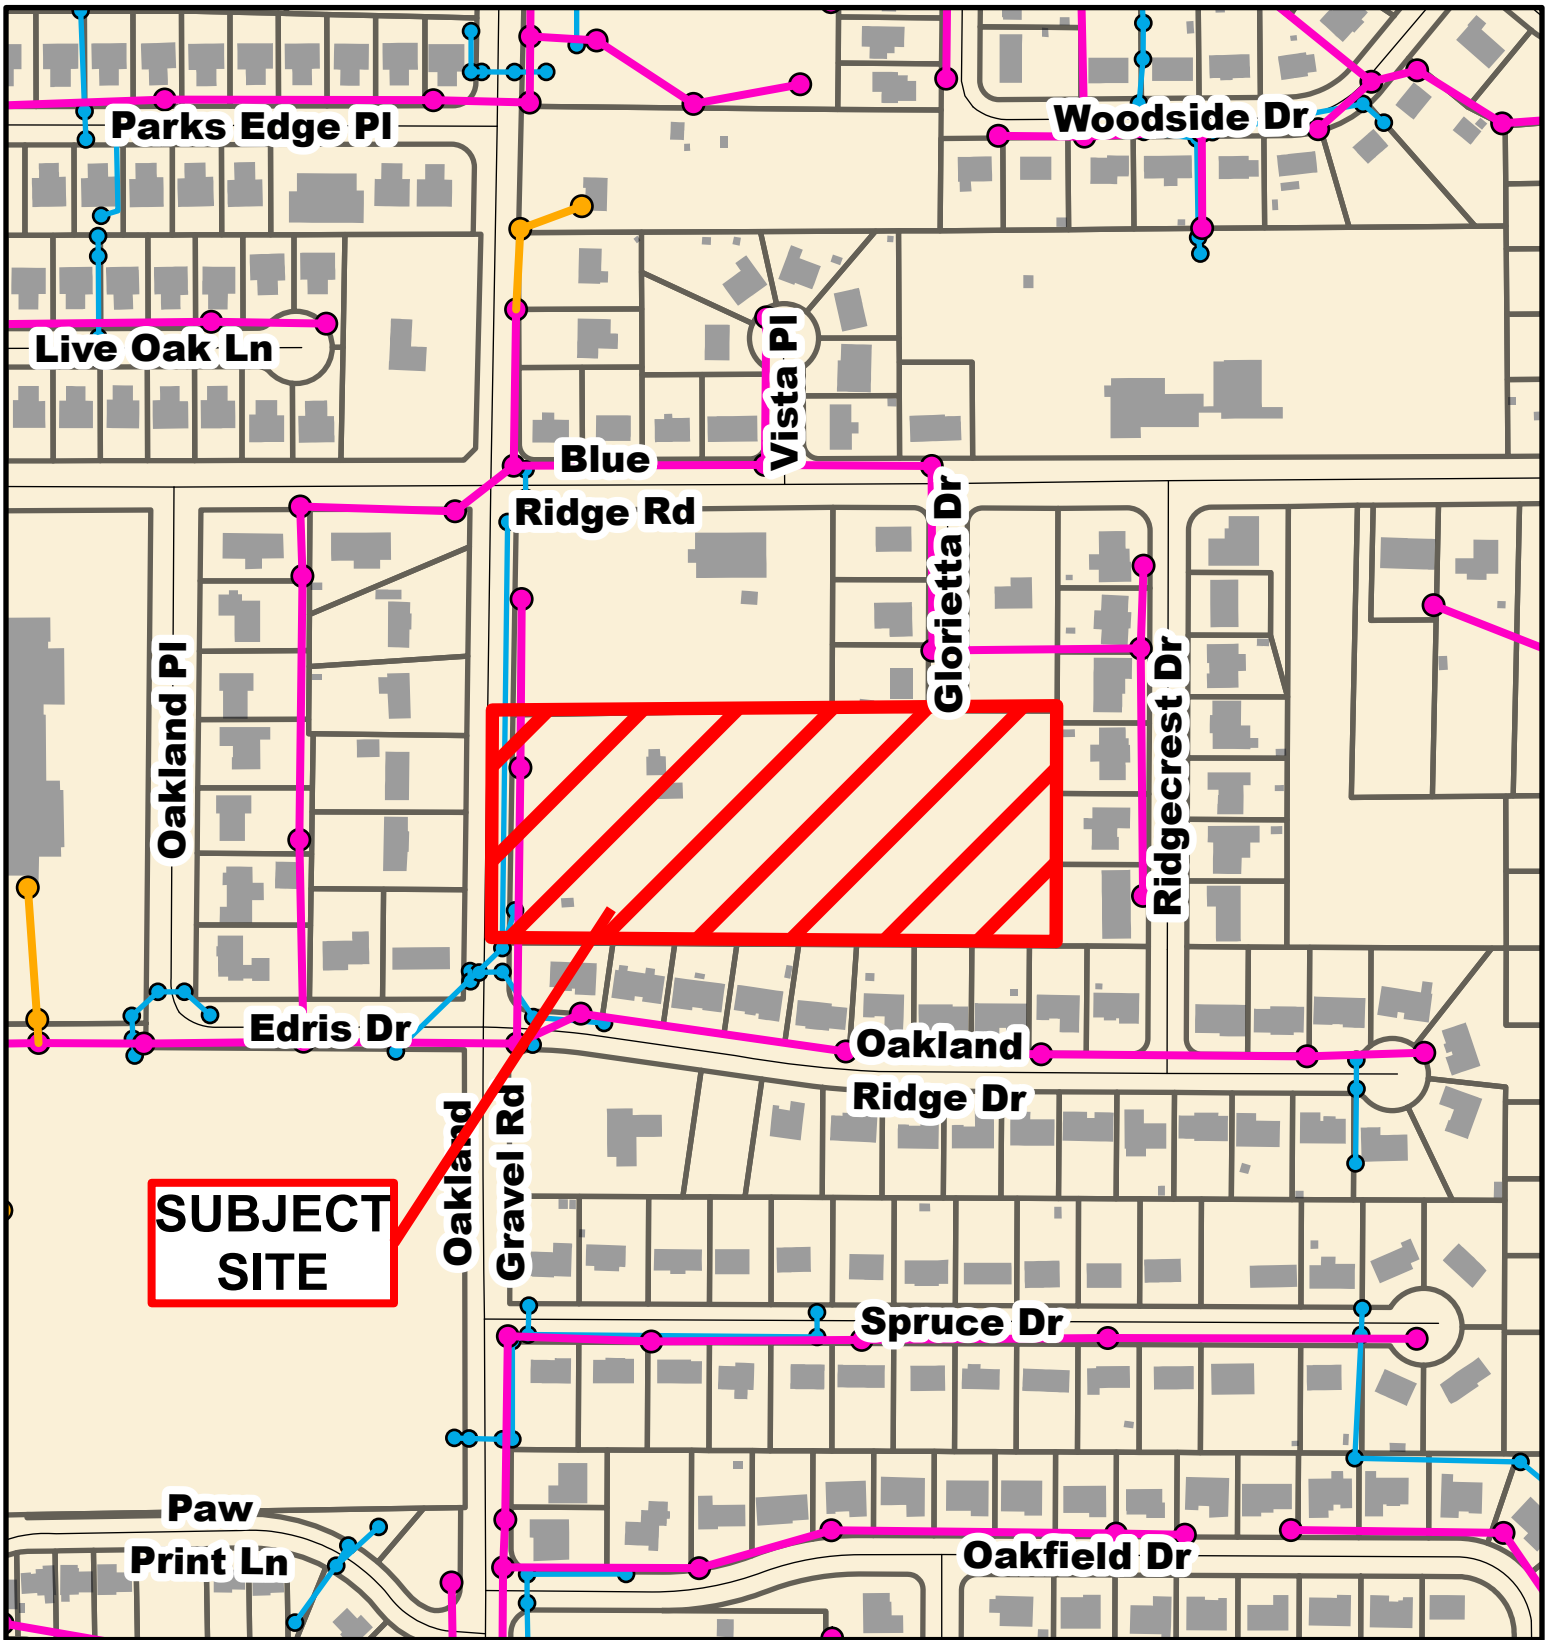 Parks Edge Pl
Woodside Dr
Live Oak Ln
Vista Pl
Blue
Ridge Rd
Glorietta Dr
Oakland Pl
Ridgecrest Dr
Edris Dr
Oakland
Ridge Dr
Oakland
Gravel Rd
SUBJECT
SITE
Spruce Dr
Paw
Print Ln
Oakfield Dr